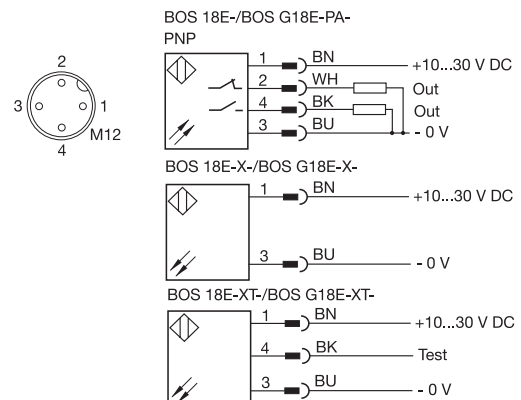 BOS 18E-/BOS G18E-PA-
PNP
1 BN +10...30 V DC
2 WH Out
4 BK Out
3 BU - 0 V
2
3 1
M12
4
BOS 18E-X-/BOS G18E-X-
1 BN +10...30 V DC
3 BU - 0 V
BOS 18E-XT-/BOS G18E-XT-
1 BN +10...30 V DC
4 BK Test
3 BU - 0 V